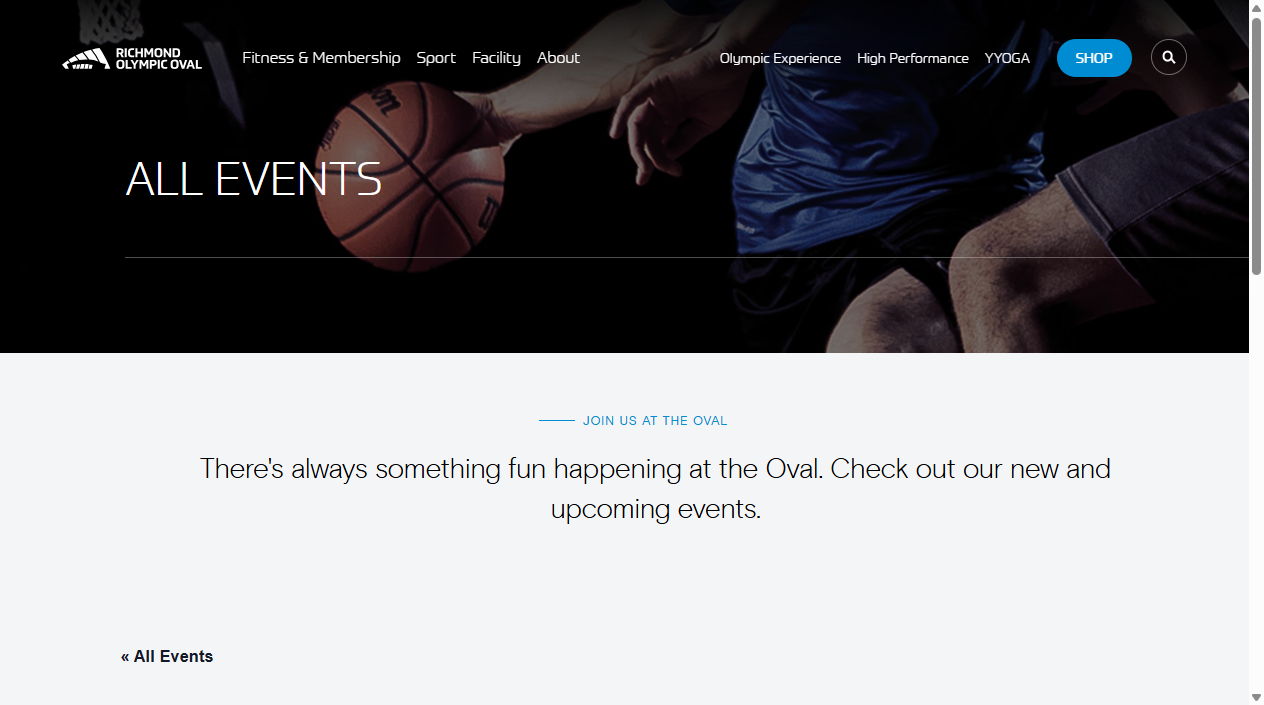 RICHMOND
OLYMPIC OVAL
Fitness & Membership
Sport
Facility
About
Olympic Experience
High Performance
YYOGA
SHOP
ALL EVENTS
JOIN US AT THE OVAL
There's always something fun happening at the Oval. Check out our new and
upcoming events.
« All Events